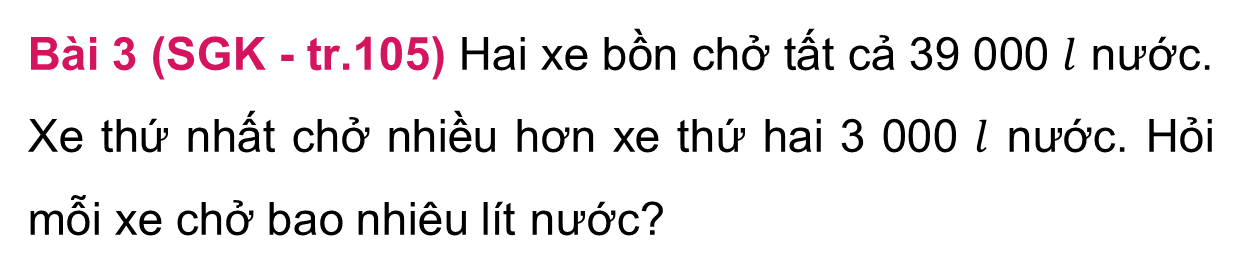 Bài 3 (SGK - tr.105) Hai xe bồn chở tất cả 39 000 l nước.
Xe thứ nhất chở nhiều hơn xe thứ hai 3 000 l nước. Hỏi
mỗi xe chở bao nhiêu lít nước?